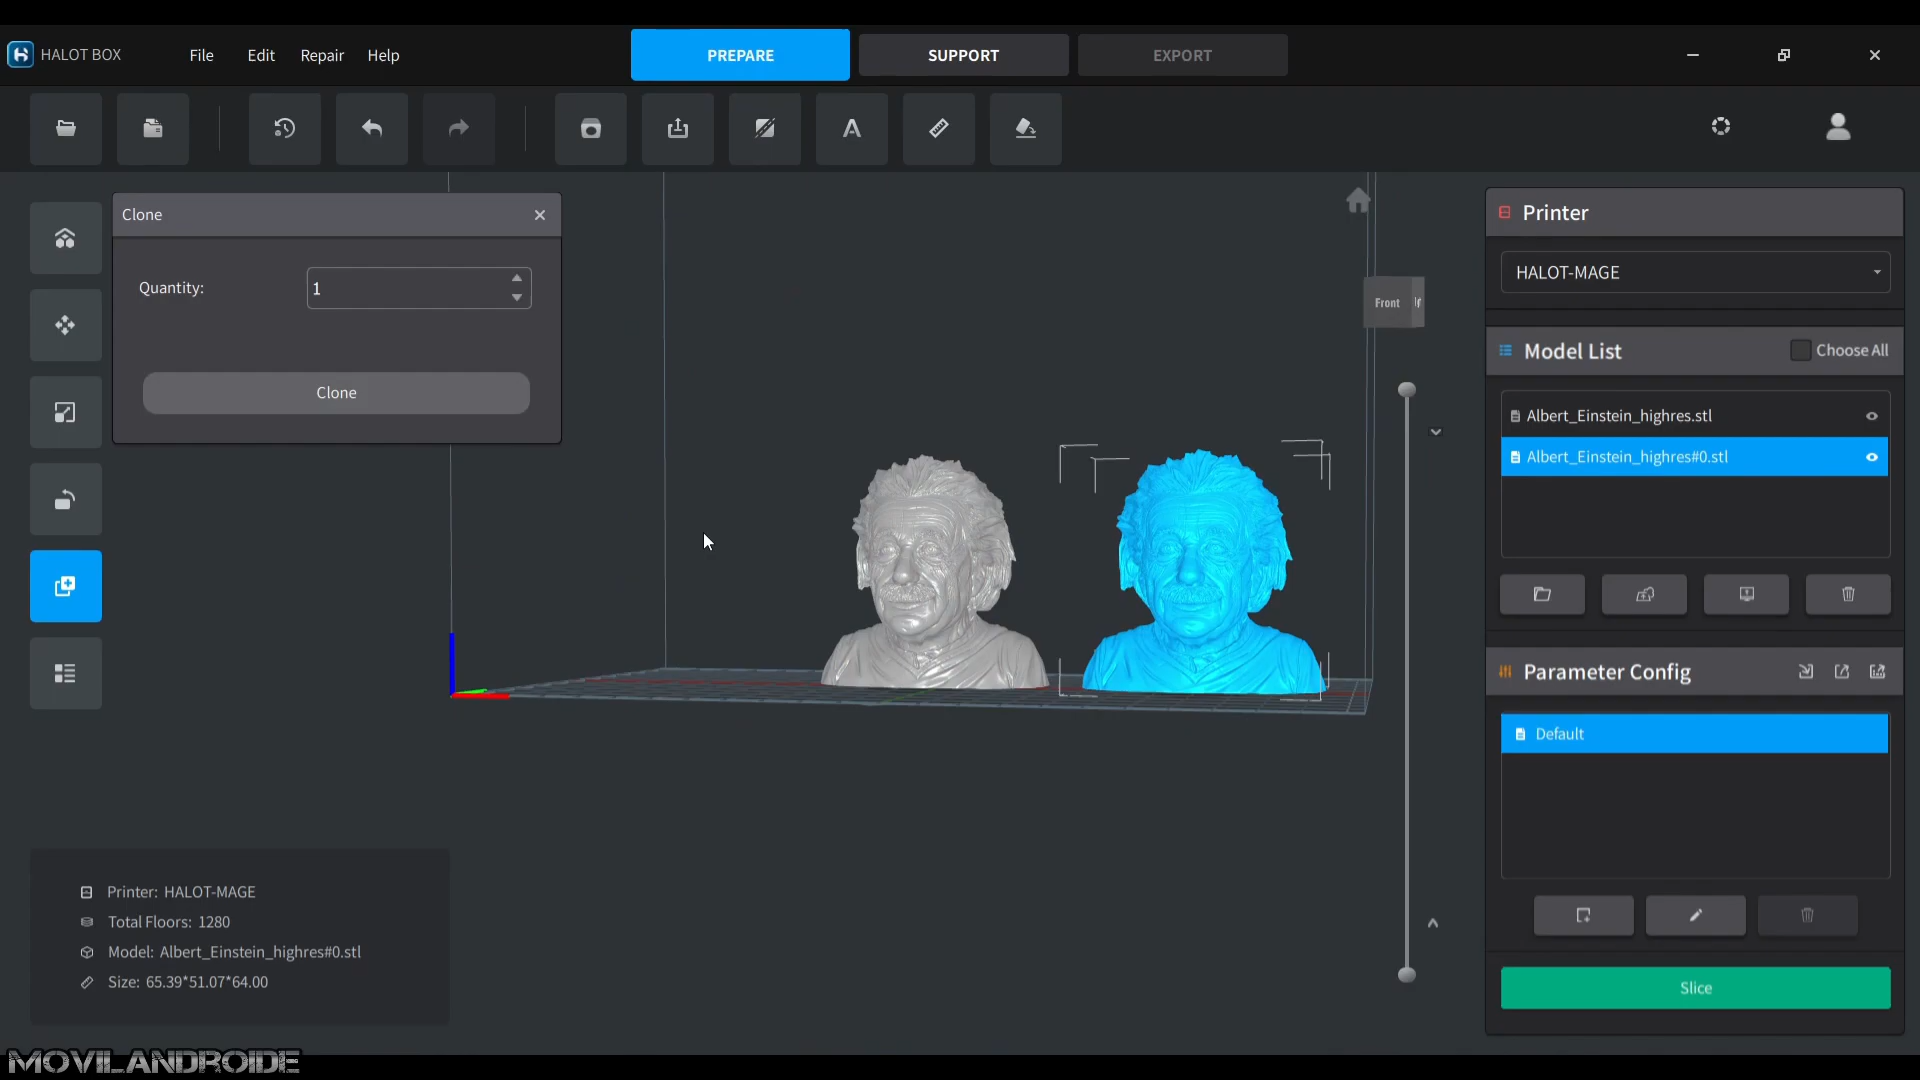 HALOT BOX
File
Edit
Repair
Help
PREPARE
SUPPORT
EXPORT
Clone
Quantity:
1
Clone
Front
Printer
HALOT-MAGE
Model List
Choose All
Albert_Einstein_highres.stl
Albert_Einstein_highres#0.stl
Parameter Config
Default
Slice
Printer: HALOT-MAGE
Total Floors: 1280
Model: Albert_Einstein_highres#0.stl
Size: 65.39*51.07*64.00
MOVILANDROIDE